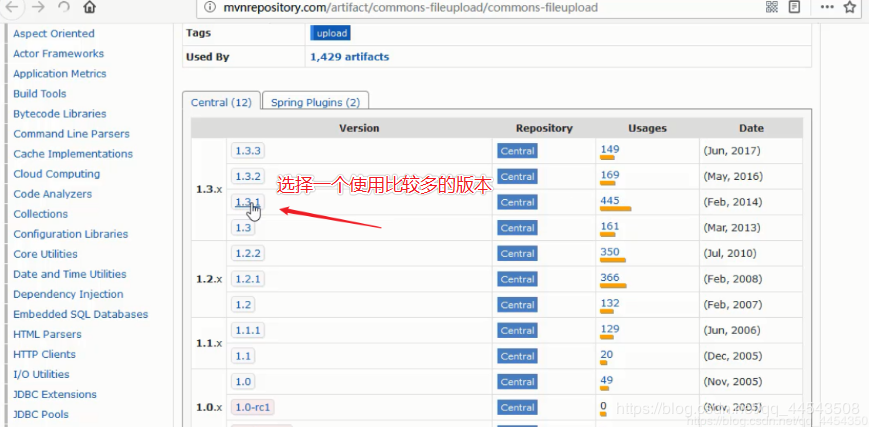 mvnrepository.com/artifact/commons-fileupload/commons-fileupload
Aspect Oriented
Actor Frameworks
Application Metrics
Build Tools
Bytecode Libraries
Command Line Parsers
Cache Implementations
Cloud Computing
Code Analyzers
Collections
Configuration Libraries
Core Utilities
Date and Time Utilities
Dependency Injection
Embedded SQL Databases
HTML Parsers
HTTP Clients
I/O Utilities
JDBC Extensions
JDBC Pools
Tags upload
Used By 1,429 artifacts
Central (12) Spring Plugins (2)
Version Repository Usages Date
1.3.x
1.3.3 Central 149 (Jun, 2017)
1.3.2 Central 169 (May, 2016)
选择一个使用比较多的版本
1.3.1 Central 445 (Feb, 2014)
1.3 Central 161 (Mar, 2013)
1.2.x
1.2.2 Central 350 (Jul, 2010)
1.2.1 Central 366 (Feb, 2008)
1.2 Central 132 (Feb, 2007)
1.1.x
1.1.1 Central 129 (Jun, 2006)
1.1 Central 20 (Dec, 2005)
1.0.x
1.0 Central 49 (Nov, 2005)
1.0-rc1 Central 0 (Nov, 2005)